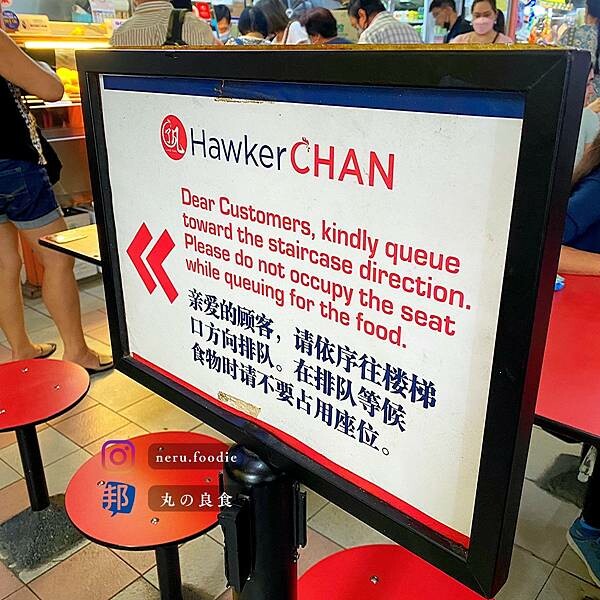 了凡
HawkerCHAN
Dear Customers, kindly queue
toward the staircase direction.
Please do not occupy the seat
while queuing for the food.
亲爱的顾客，请依序往楼梯
口方向排队。在排队等候
食物时请不要占用座位。
neru.foodie
邦 丸の良食